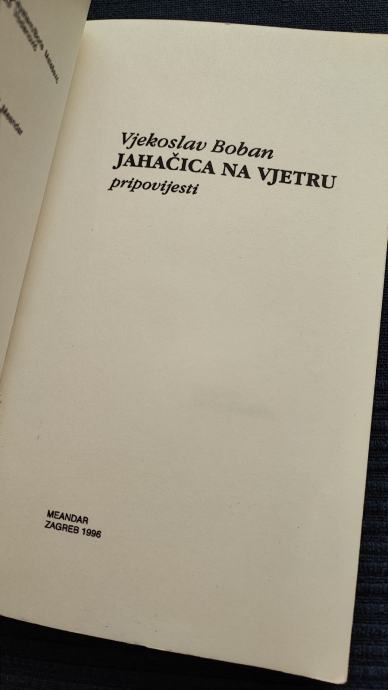 Vjekoslav Boban
JAHAČICA NA VJETRU
pripovijesti
MEANDAR
ZAGREB 1996